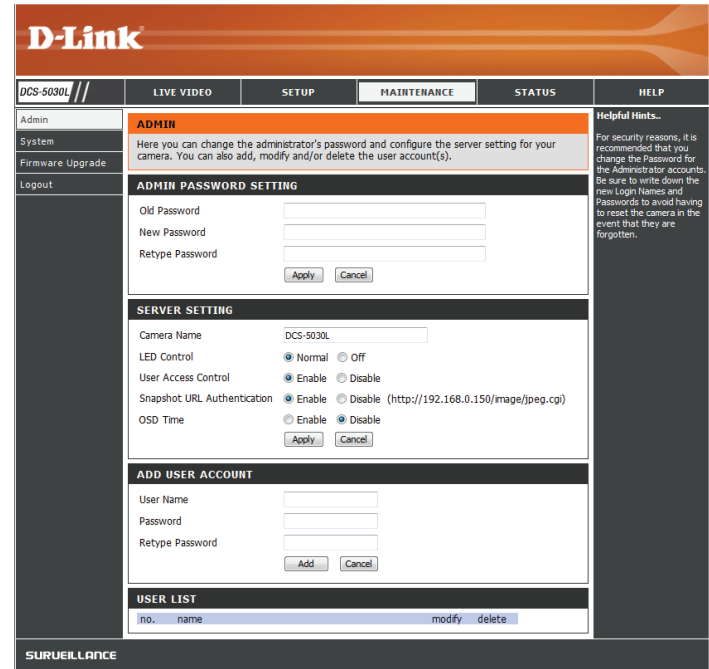 D-Link
DCS-5030L // LIVE VIDEO SETUP MAINTENANCE STATUS HELP
Admin
System
Firmware Upgrade
Logout
ADMIN
Here you can change the administrator's password and configure the server setting for your
camera. You can also add, modify and/or delete the user account(s).
ADMIN PASSWORD SETTING
Old Password
New Password
Retype Password
Apply Cancel
SERVER SETTING
Camera Name DCS-5030L
LED Control Normal Off
User Access Control Enable Disable
Snapshot URL Authentication Enable Disable (http://192.168.0.150/image/jpeg.cgi)
OSD Time Enable Disable
Apply Cancel
ADD USER ACCOUNT
User Name
Password
Retype Password
Add Cancel
USER LIST
no. name modify delete
Helpful Hints..
For security reasons, it is
recommended that you
change the Password for
the Administrator accounts.
Be sure to write down the
new Login Names and
Passwords to avoid having
to reset the camera in the
event that they are
forgotten.
SURVEILLANCE